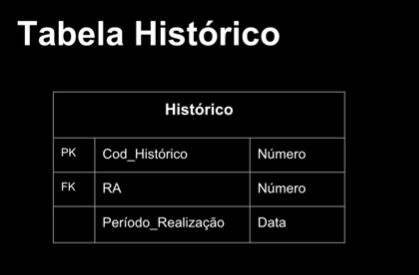 Tabela Histórico
Histórico
PK Cod_Histórico Número
FK RA Número
Período_Realização Data